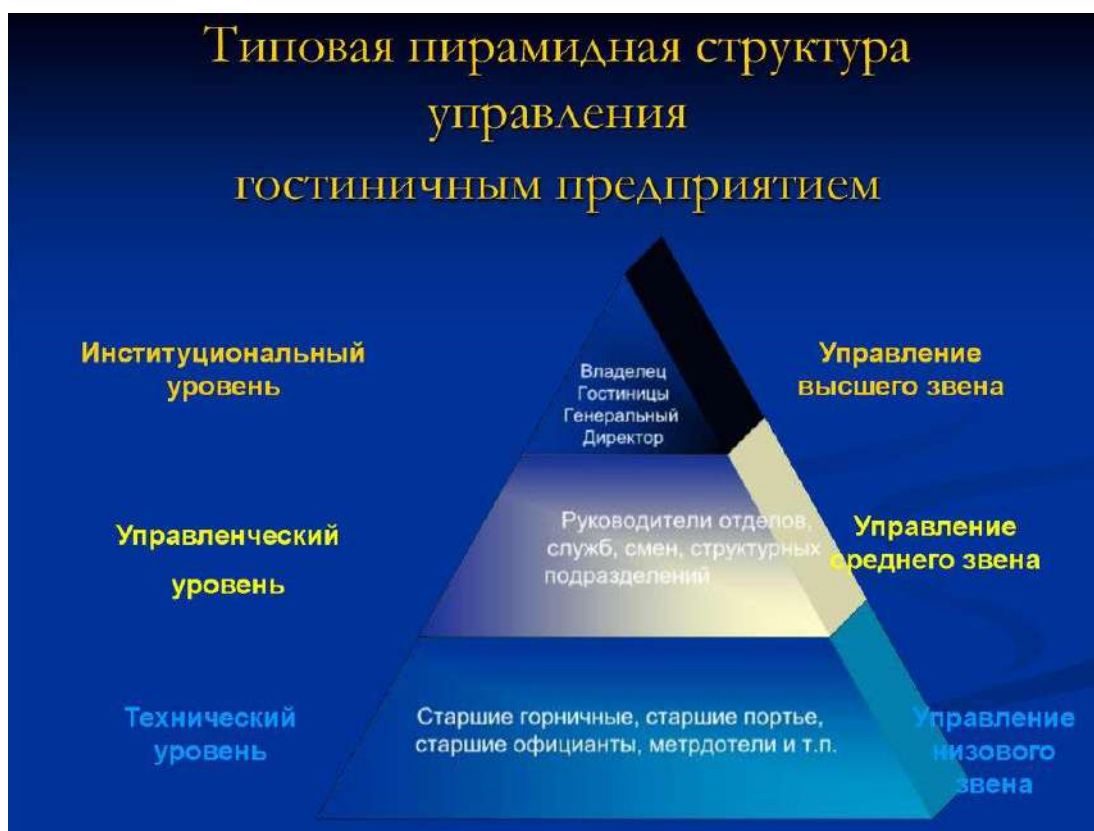 Типовая пирамидная структура
управления
гостиничным предприятием
Институциональный
уровень
Владелец
Гостиницы
Генеральный
Директор
Управление
высшего звена
Управленческий
уровень
Руководители отделов,
служб, смен, структурных
подразделений
Управление
среднего звена
Технический
уровень
Старшие горничные, старшие портье,
старшие официанты, метрдотели и т.п.
Управление
низового
звена